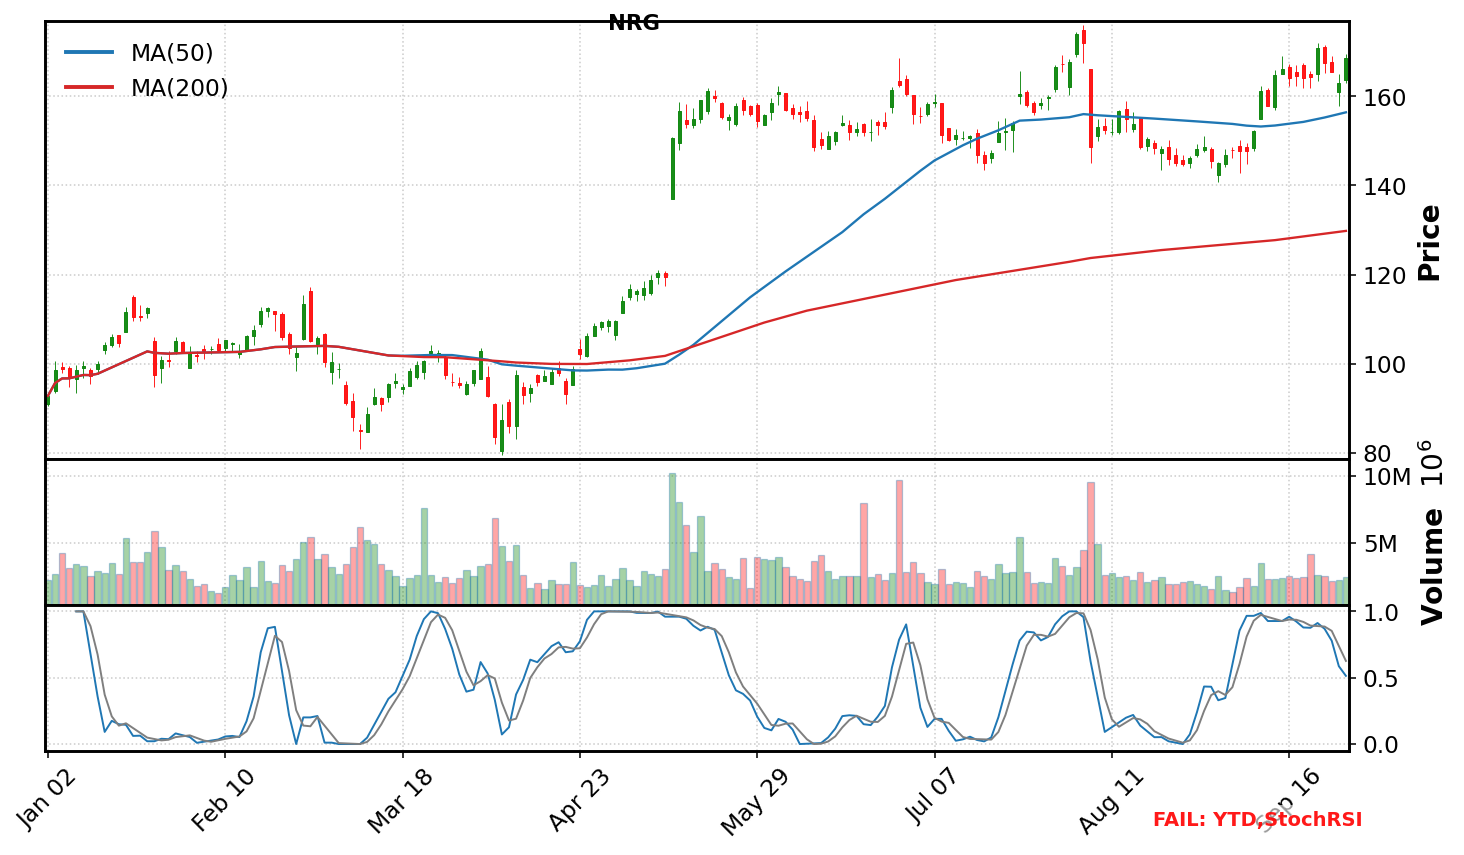 NRG
MA(50)
MA(200)
160
140
120
100
80
Price
10M
5M
Volume 10^6
1.0
0.5
0.0
Jan 02
Feb 10
Mar 18
Apr 23
May 29
Jul 07
Aug 11
Sep 16
FAIL: YTD,StochRSI